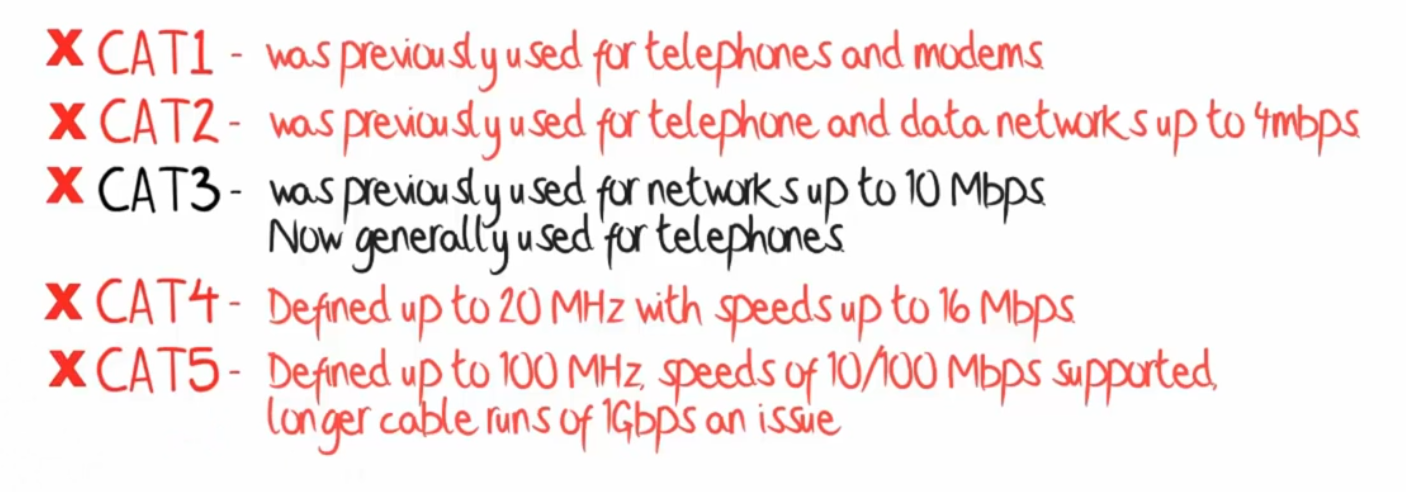 X CAT1 - was previously used for telephones and modems
X CAT2 - was previously used for telephone and data networks up to 4mbps
X CAT3 - was previously used for networks up to 10 Mbps
Now generally used for telephones
X CAT4 - Defined up to 20 MHz with speeds up to 16 Mbps
X CAT5 - Defined up to 100 MHz, speeds of 10/100 Mbps supported,
longer cable runs of 1Gbps an issue